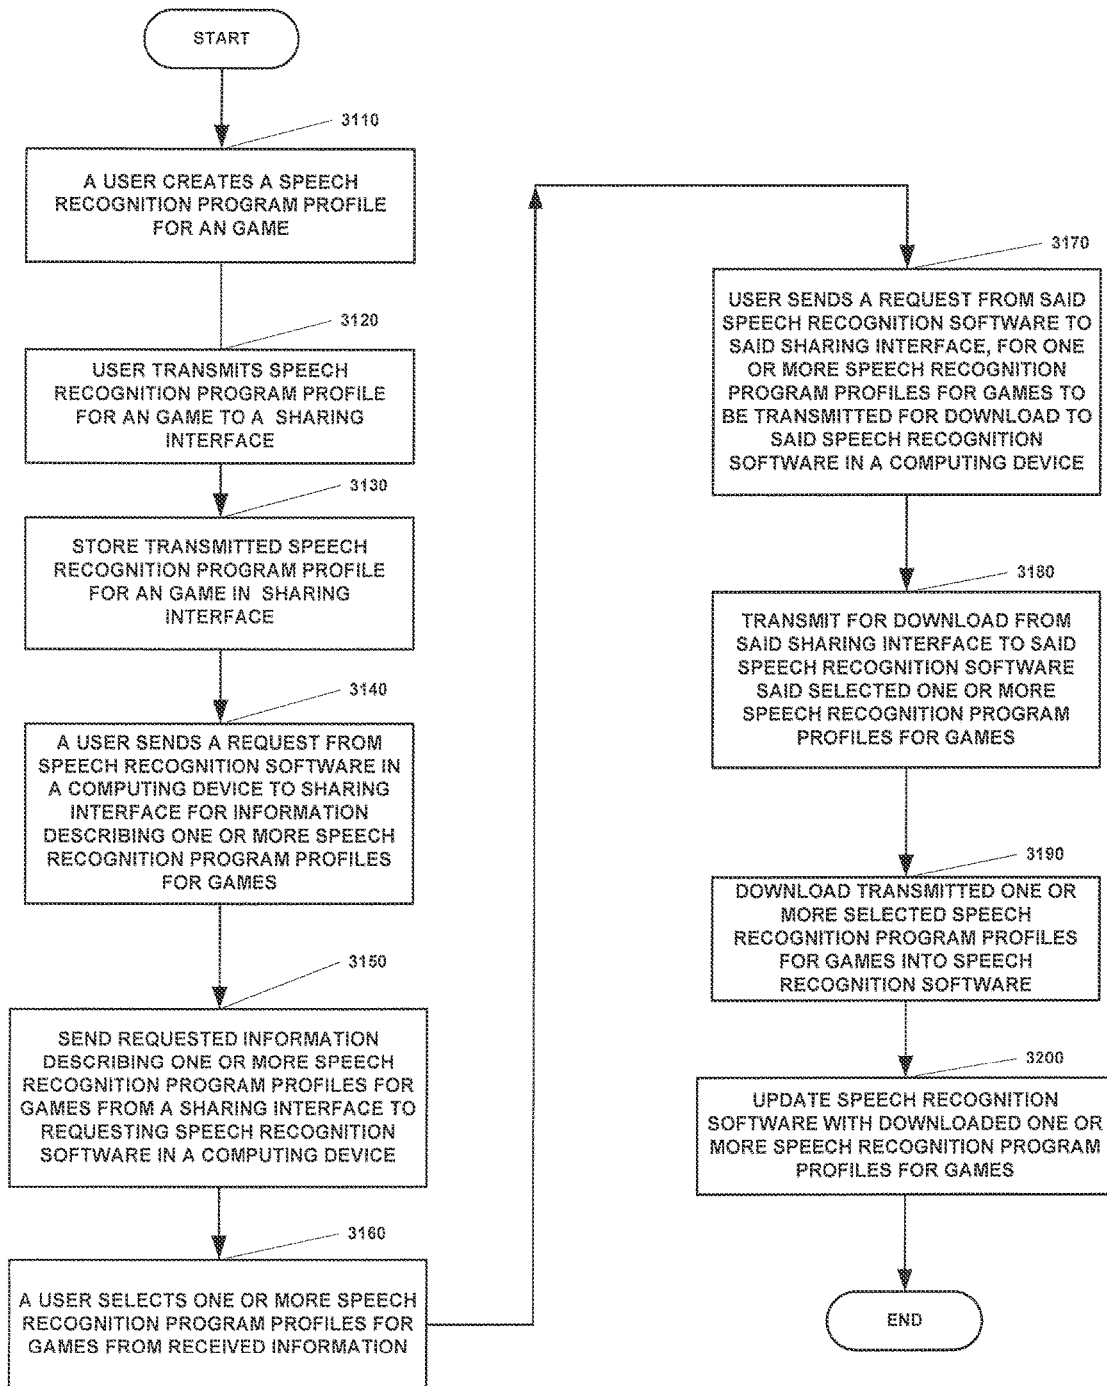 START
3110
A USER CREATES A SPEECH
RECOGNITION PROGRAM PROFILE
FOR AN GAME
3120
USER TRANSMITS SPEECH
RECOGNITION PROGRAM PROFILE
FOR AN GAME TO A SHARING
INTERFACE
3130
STORE TRANSMITTED SPEECH
RECOGNITION PROGRAM PROFILE
FOR AN GAME IN SHARING
INTERFACE
3140
A USER SENDS A REQUEST FROM
SPEECH RECOGNITION SOFTWARE IN
A COMPUTING DEVICE TO SHARING
INTERFACE FOR INFORMATION
DESCRIBING ONE OR MORE SPEECH
RECOGNITION PROGRAM PROFILES
FOR GAMES
3150
SEND REQUESTED INFORMATION
DESCRIBING ONE OR MORE SPEECH
RECOGNITION PROGRAM PROFILES FOR
GAMES FROM A SHARING INTERFACE TO
REQUESTING SPEECH RECOGNITION
SOFTWARE IN A COMPUTING DEVICE
3160
A USER SELECTS ONE OR MORE SPEECH
RECOGNITION PROGRAM PROFILES FOR
GAMES FROM RECEIVED INFORMATION
3170
USER SENDS A REQUEST FROM SAID
SPEECH RECOGNITION SOFTWARE TO
SAID SHARING INTERFACE, FOR ONE
OR MORE SPEECH RECOGNITION
PROGRAM PROFILES FOR GAMES TO
BE TRANSMITTED FOR DOWNLOAD TO
SAID SPEECH RECOGNITION
SOFTWARE IN A COMPUTING DEVICE
3180
TRANSMIT FOR DOWNLOAD FROM
SAID SHARING INTERFACE TO SAID
SPEECH RECOGNITION SOFTWARE
SAID SELECTED ONE OR MORE
SPEECH RECOGNITION PROGRAM
PROFILES FOR GAMES
3190
DOWNLOAD TRANSMITTED ONE OR
MORE SELECTED SPEECH
RECOGNITION PROGRAM PROFILES
FOR GAMES INTO SPEECH
RECOGNITION SOFTWARE
3200
UPDATE SPEECH RECOGNITION
SOFTWARE WITH DOWNLOADED ONE OR
MORE SPEECH RECOGNITION PROGRAM
PROFILES FOR GAMES
END